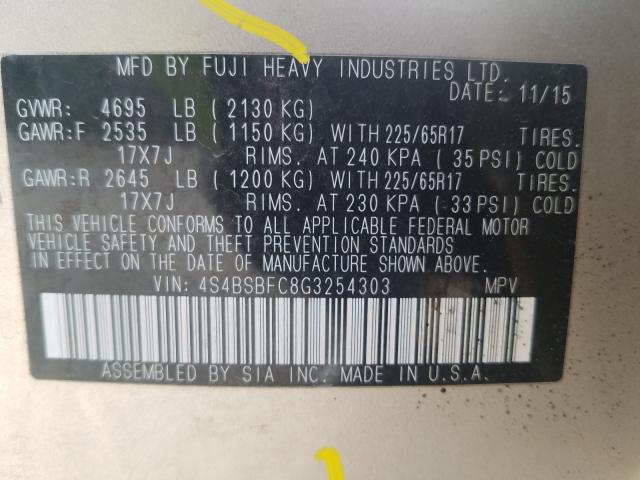 MFD BY FUJI HEAVY INDUSTRIES LTD.
DATE: 11/15
GVWR: 4695 LB ( 2130 KG)
GAWR:F 2535 LB ( 1150 KG) WITH 225/65R17 TIRES.
17X7J RIMS. AT 240 KPA ( 35 PSI) COLD
GAWR:R 2645 LB ( 1200 KG) WITH 225/65R17 TIRES.
17X7J RIMS. AT 230 KPA ( 33 PSI) COLD
THIS VEHICLE CONFORMS TO ALL APPLICABLE FEDERAL MOTOR
VEHICLE SAFETY AND THEFT PREVENTION STANDARDS
IN EFFECT ON THE DATE OF MANUFACTURE SHOWN ABOVE.
VIN: 4S4BSBFC8G3254303 MPV
ASSEMBLED BY SIA INC. MADE IN U.S.A.